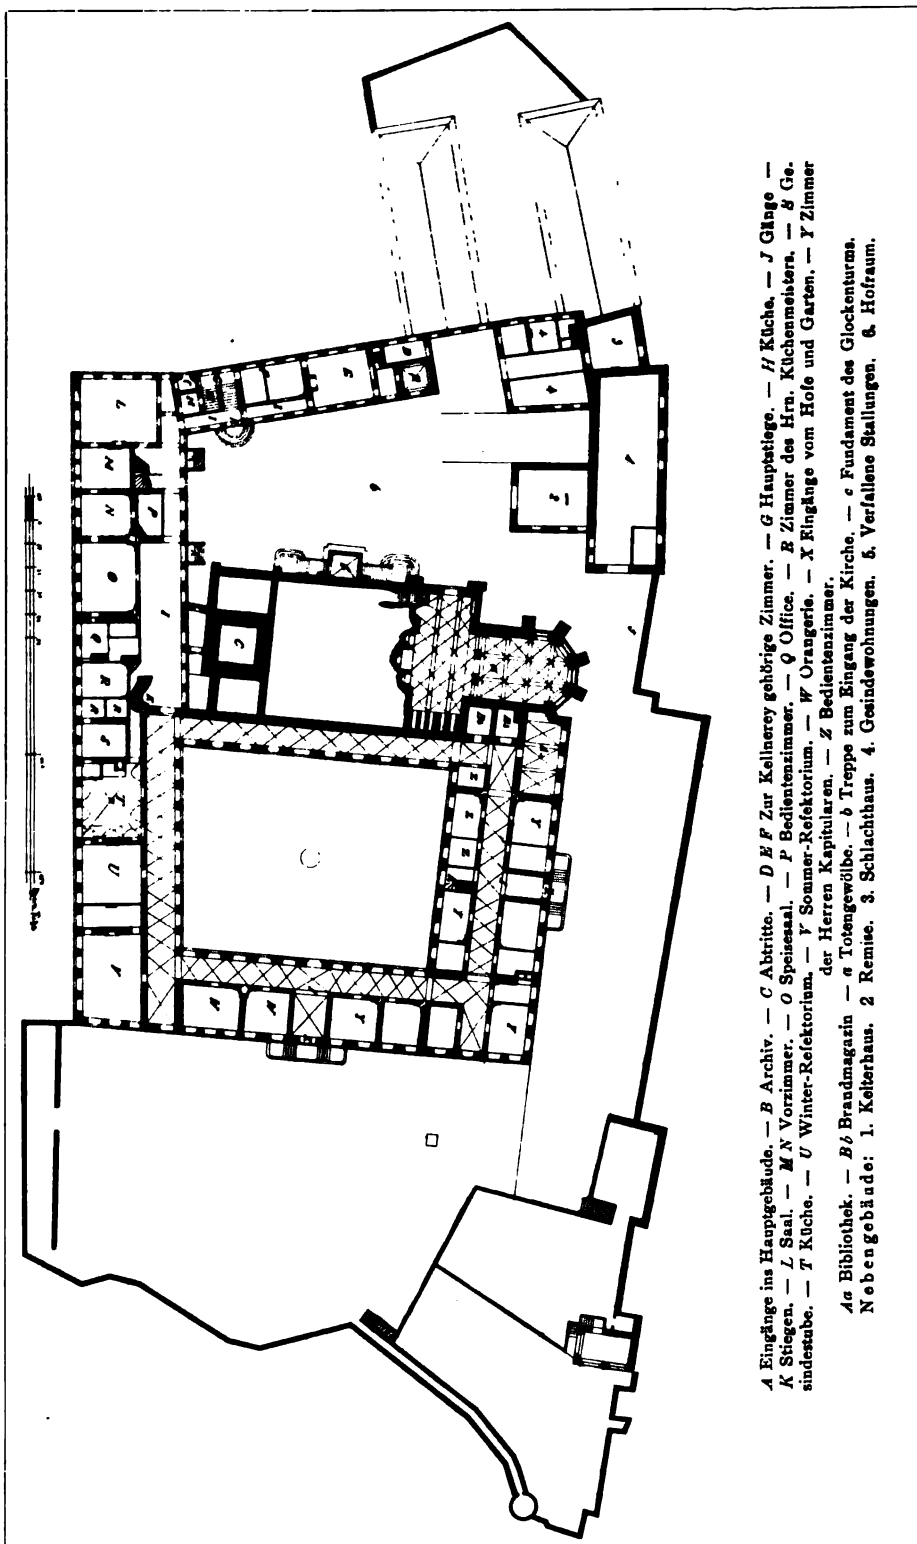 A Eingänge ins Hauptgebäude. — B Archiv. — C Abtritte. — D E F Zur Kellnerey gehörige Zimmer. — G Hauptstiege. — H Küche. — J Gänge —
K Stiegen. — L Saal. — M N Vorzimmer. — O Speisesaal. — P Bedientenzimmer. — Q Office. — R Zimmer des Hrn. Küchenmeisters. — S Ge-
sindestube. — T Küche. — U Winter-Refektorium. — V Sommer-Refektorium. — W Orangerie. — X Eingänge vom Hofe und Garten. — Y Zimmer
der Herren Kapitularen. — Z Bedientenzimmer.
Aa Bibliothek. — Bb Brandmagazin — a Totengewölbe. — b Treppe zum Eingang der Kirche. — c Fundament des Glockenturms.
Nebengebäude: 1. Kelterhaus. 2 Remise. 3. Schlachthaus. 4. Gesindewohnungen. 5. Verfallene Stallungen. 6. Hofraum.